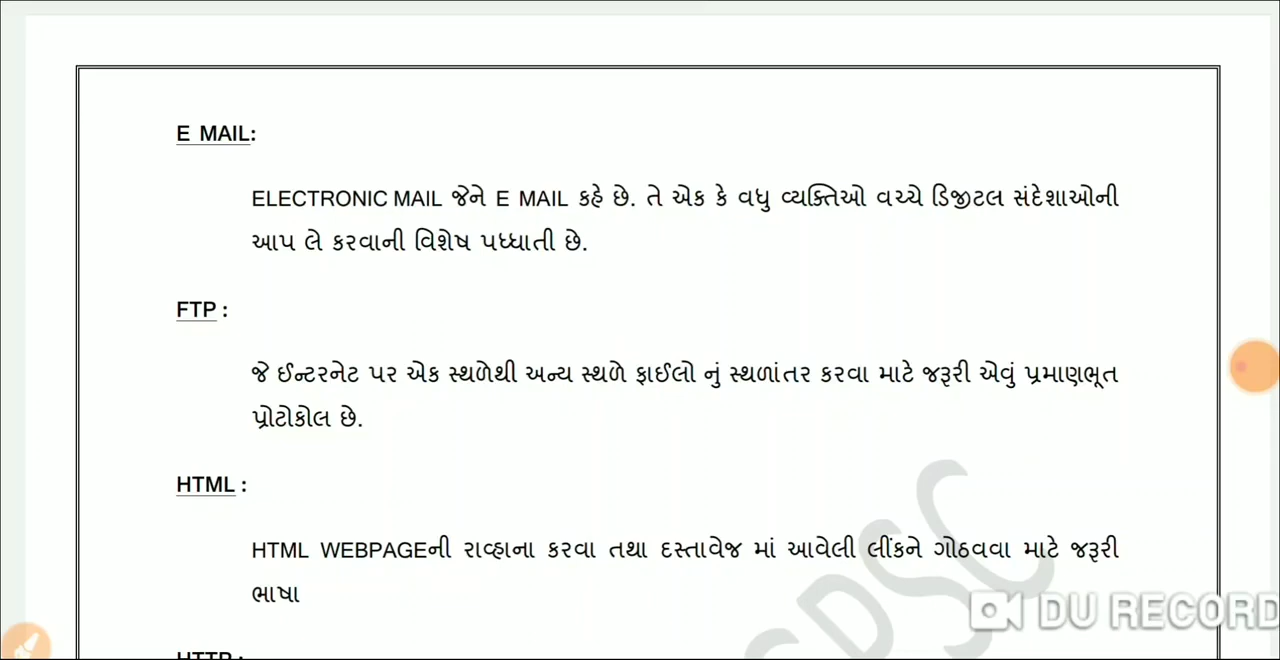 E MAIL:
ELECTRONIC MAIL જેને E MAIL કહે છે. તે એક કે વધુ વ્યક્તિઓ વચ્ચે ડિજીટલ સંદેશાઓની
આપ લે કરવાની વિશેષ પધ્ધાતી છે.
FTP :
જે ઈન્ટરનેટ પર એક સ્થળેથી અન્ય સ્થળે ફાઈલો નું સ્થળાંતર કરવા માટે જરૂરી એવું પ્રમાણભૂત
પ્રોટોકોલ છે.
HTML :
HTML WEBPAGEની રાવ્હાના કરવા તથા દસ્તાવેજ માં આવેલી લીંકને ગોઠવવા માટે જરૂરી
ભાષા
DU RECORD
HTTP: